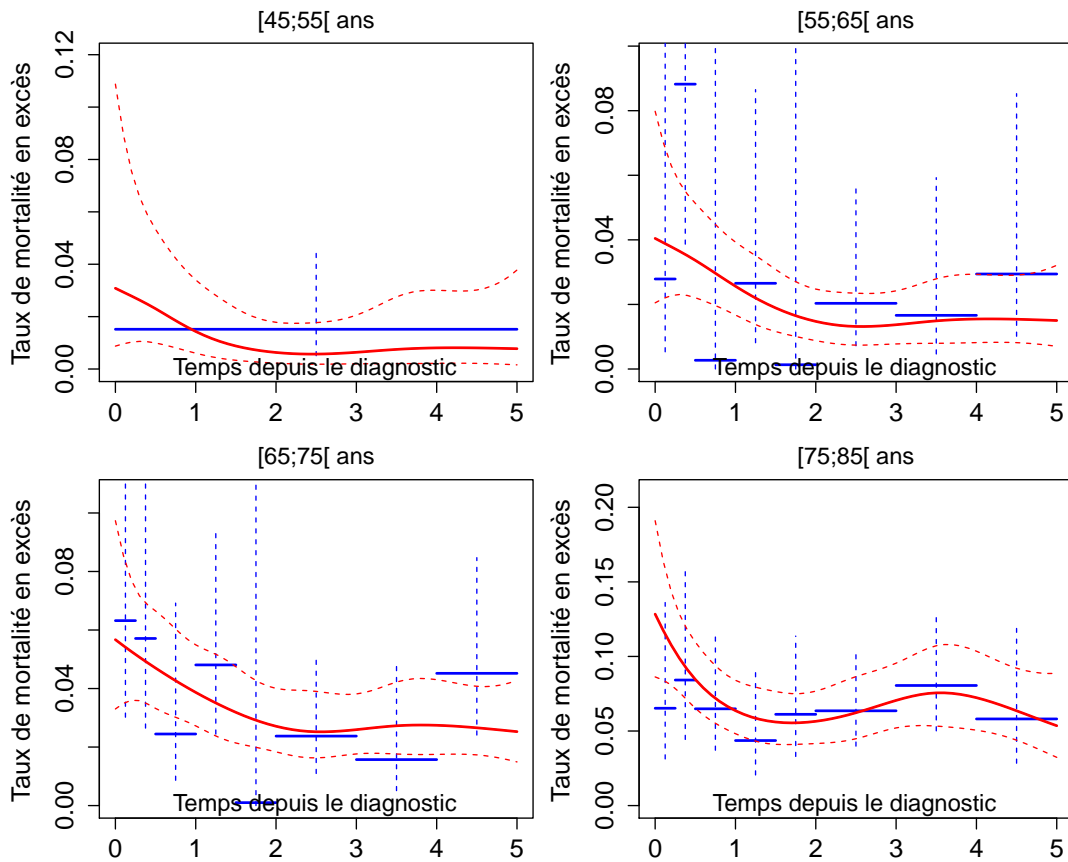 [45;55[ ans
Taux de mortalité en excès
0.00 0.04 0.08 0.12
Temps depuis le diagnostic
0 1 2 3 4 5
[55;65[ ans
Taux de mortalité en excès
0.00 0.04 0.08
Temps depuis le diagnostic
0 1 2 3 4 5
[65;75[ ans
Taux de mortalité en excès
0.00 0.04 0.08
Temps depuis le diagnostic
0 1 2 3 4 5
[75;85[ ans
Taux de mortalité en excès
0.00 0.05 0.10 0.15 0.20
Temps depuis le diagnostic
0 1 2 3 4 5